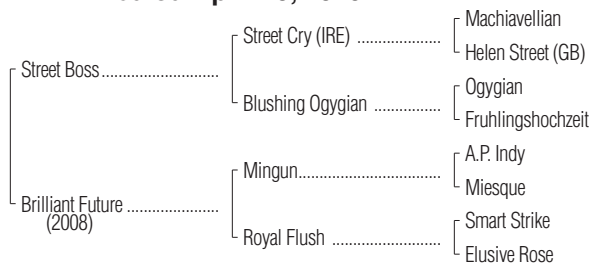 Machiavellian
Street Cry (IRE) ..................
Helen Street (GB)
Street Boss ..............................
Ogygian
Blushing Ogygian .................
Fruhlingshochzeit
A.P. Indy
Mingun .............................
Miesque
Brilliant Future .......................
(2008)
Smart Strike
Royal Flush .......................
Elusive Rose